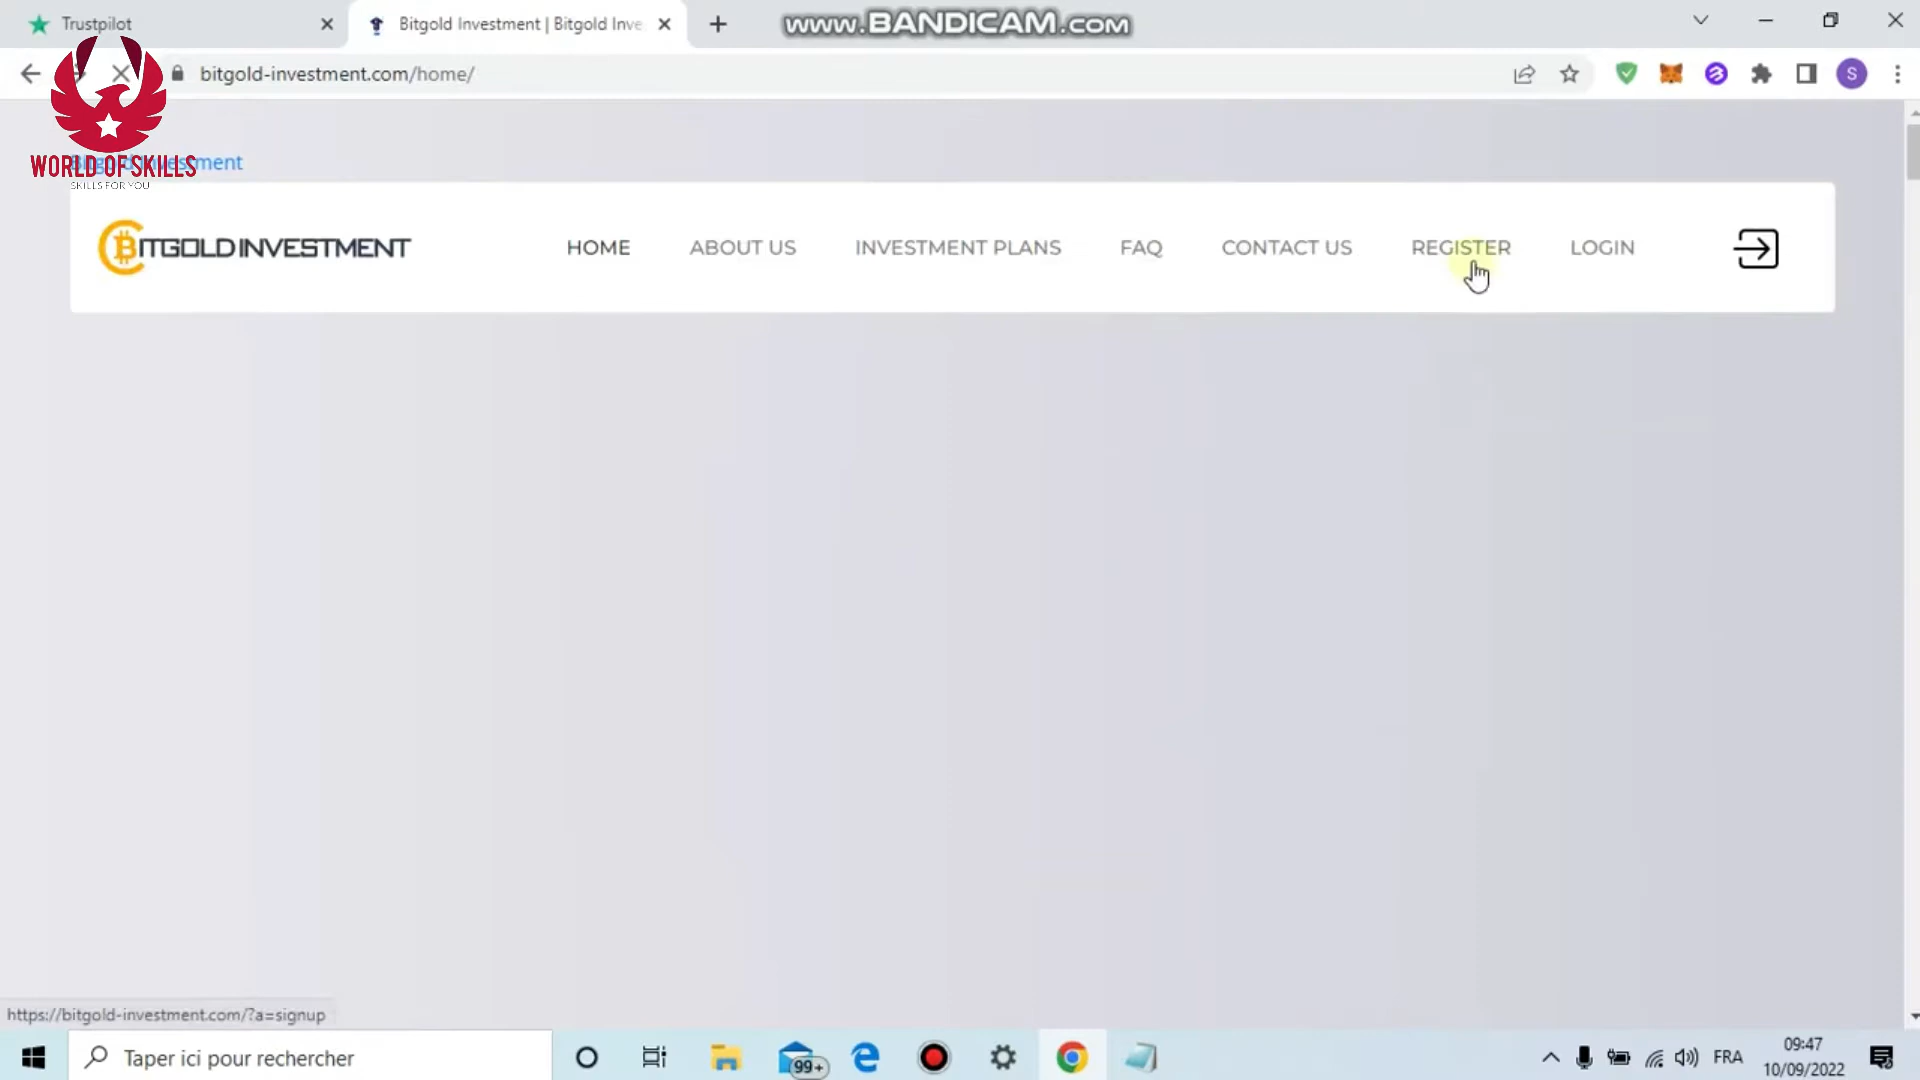 Trustpilot
Bitgold Investment | Bitgold Inve
www.BANDICAM.com
bitgold-investment.com/home/
S
WORLD OF SKILLS
SKILLS FOR YOU
Bitgold Investment
BITGOLD INVESTMENT
HOME
ABOUT US
INVESTMENT PLANS
FAQ
CONTACT US
REGISTER
LOGIN
https://bitgold-investment.com/?a=signup
Taper ici pour rechercher
99+
FRA
09:47
10/09/2022